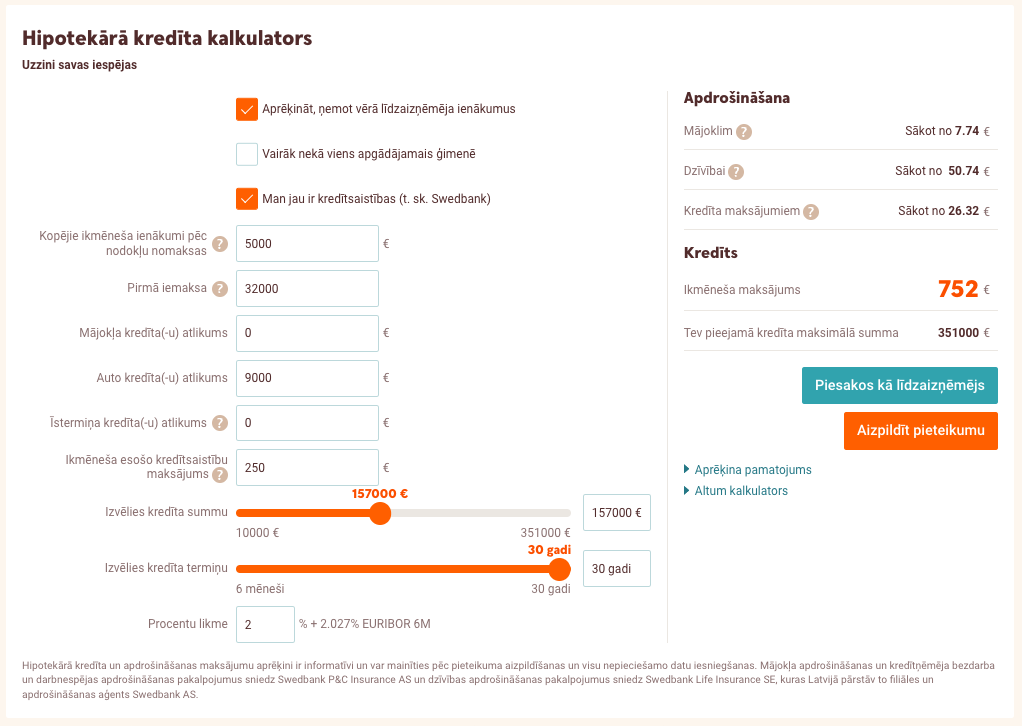 Hipotekārā kredīta kalkulators
Uzzini savas iespējas
Aprēķināt, ņemot vērā līdzaizņēmēja ienākumus
Vairāk nekā viens apgādājamais ģimenē
Man jau ir kredītsaistības (t. sk. Swedbank)
Kopējie ikmēneša ienākumi pēc
nodokļu nomaksas ? 5000 €
Pirmā iemaksa ? 32000
Mājokļa kredīta(-u) atlikums 0 €
Auto kredīta(-u) atlikums 9000 €
Īstermiņa kredīta(-u) atlikums ? 0 €
Ikmēneša esošo kredītsaistību
maksājums ? 250 €
157000 €
Izvēlies kredīta summu 157000 €
10000 € 351000 €
30 gadi
Izvēlies kredīta termiņu 30 gadi
6 mēneši 30 gadi
Procentu likme 2 % + 2.027% EURIBOR 6M
Apdrošināšana
Mājoklim ? Sākot no 7.74 €
Dzīvībai ? Sākot no 50.74 €
Kredīta maksājumiem ? Sākot no 26.32 €
Kredīts
Ikmēneša maksājums 752 €
Tev pieejamā kredīta maksimālā summa 351000 €
Piesakos kā līdzaizņēmējs
Aizpildīt pieteikumu
Aprēķina pamatojums
Altum kalkulators
Hipotekārā kredīta un apdrošināšanas maksājumu aprēķini ir informatīvi un var mainīties pēc pieteikuma aizpildīšanas un visu nepieciešamo datu iesniegšanas. Mājokļa apdrošināšanas un kredītņēmēja bezdarba
un darbnespējas apdrošināšanas pakalpojumus sniedz Swedbank P&C Insurance AS un dzīvības apdrošināšanas pakalpojumus sniedz Swedbank Life Insurance SE, kuras Latvijā pārstāv to filiāles un
apdrošināšanas aģents Swedbank AS.